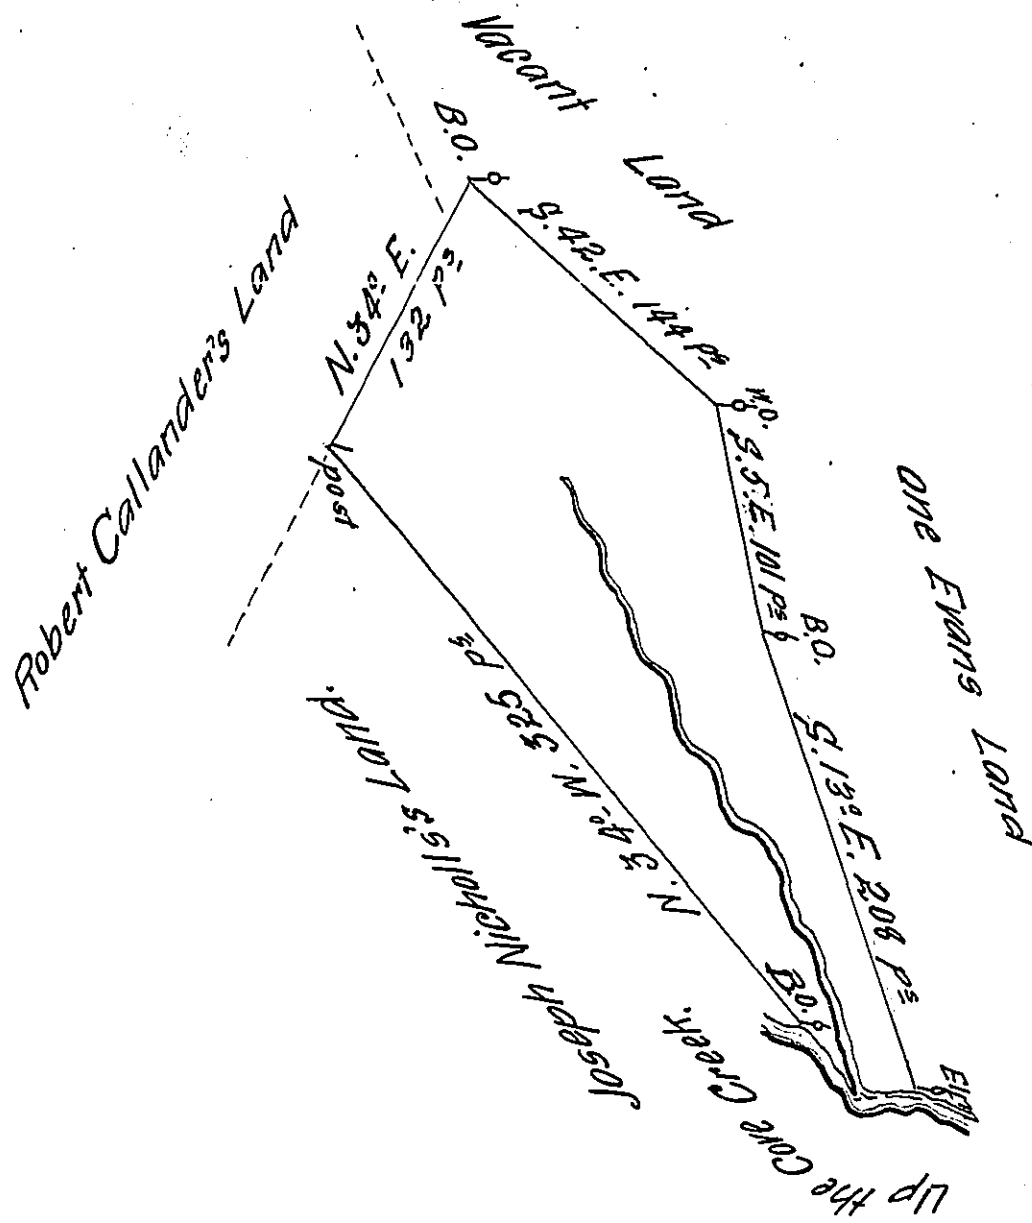 Vacant Land
B.O.
N. 34° E.
132 Ps.
S. 42. E. 144 Ps
W.O.
S. 5. E. 101 Ps
B.O.
S. 13° E. 208 Ps
Elm
One Evans Land
Robert Callander's Land
post
N. 34° W. 325 Ps.
B.O.
Joseph Nicholls's Land.
Up the Cove Creek.